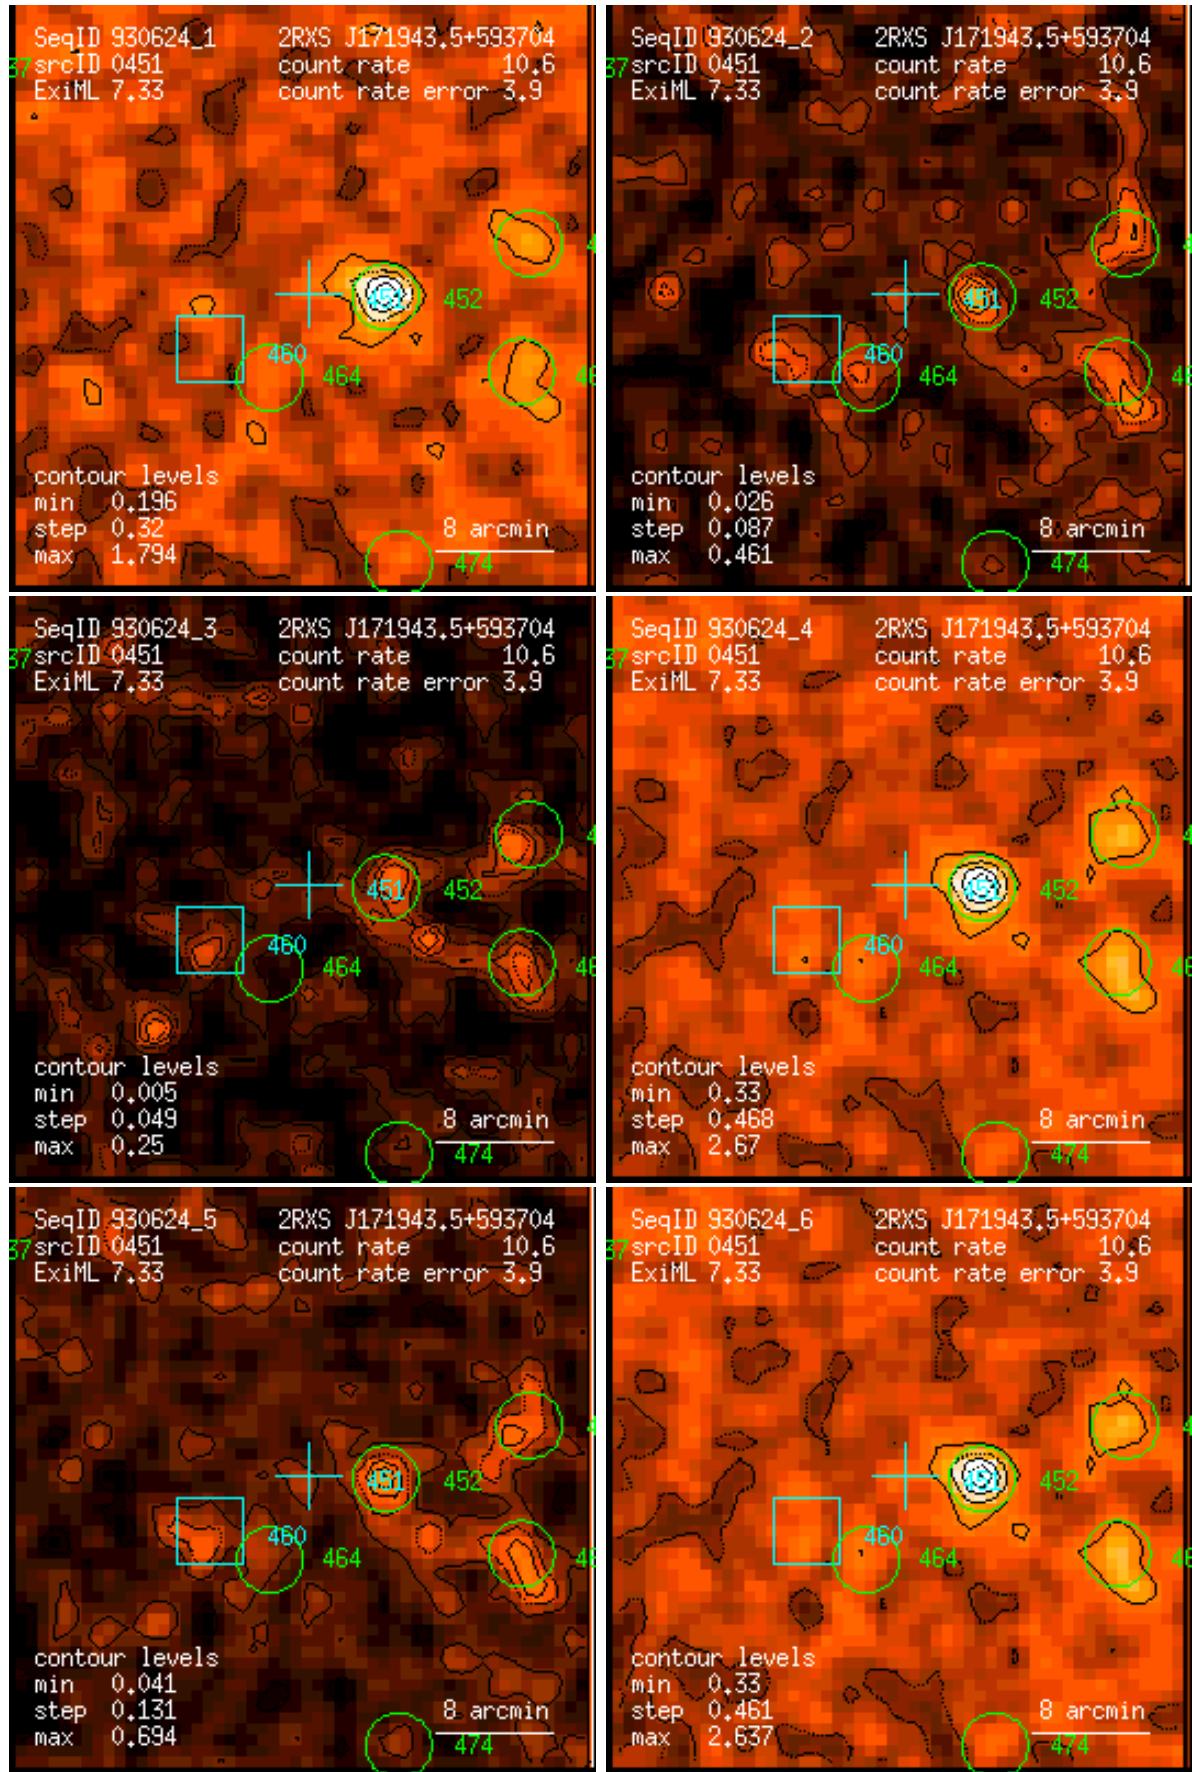 SeqID 930624_1 2RXS J171943.5+593704
37 srcID 0451 count rate 10.6
ExiML 7.33 count rate error 3.9
451 452
460
464
contour levels
min 0.196
step 0.32 8 arcmin
max 1.794 474
SeqID 930624_2 2RXS J171943.5+593704
37 srcID 0451 count rate 10.6
ExiML 7.33 count rate error 3.9
451 452
460
464
contour levels
min 0.026
step 0.087 8 arcmin
max 0.461 474
SeqID 930624_3 2RXS J171943.5+593704
37 srcID 0451 count rate 10.6
ExiML 7.33 count rate error 3.9
451 452
460
464
contour levels
min 0.005
step 0.049 8 arcmin
max 0.25 474
SeqID 930624_4 2RXS J171943.5+593704
37 srcID 0451 count rate 10.6
ExiML 7.33 count rate error 3.9
451 452
460
464
contour levels
min 0.33
step 0.468 8 arcmin
max 2.67 474
SeqID 930624_5 2RXS J171943.5+593704
37 srcID 0451 count rate 10.6
ExiML 7.33 count rate error 3.9
451 452
460
464
contour levels
min 0.041
step 0.131 8 arcmin
max 0.694 474
SeqID 930624_6 2RXS J171943.5+593704
37 srcID 0451 count rate 10.6
ExiML 7.33 count rate error 3.9
451 452
460
464
contour levels
min 0.33
step 0.461 8 arcmin
max 2.637 474